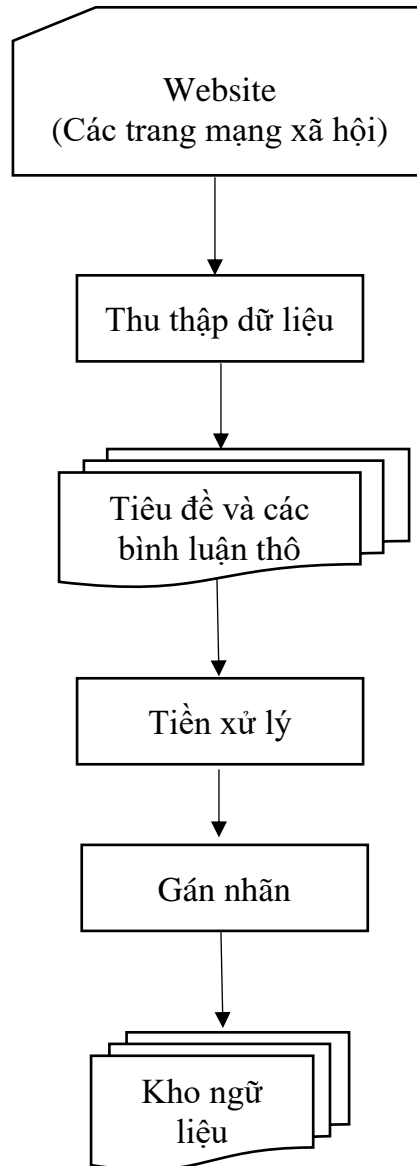 Website
(Các trang mạng xã hội)
Thu thập dữ liệu
Tiêu đề và các
bình luận thô
Tiền xử lý
Gán nhãn
Kho ngữ
liệu